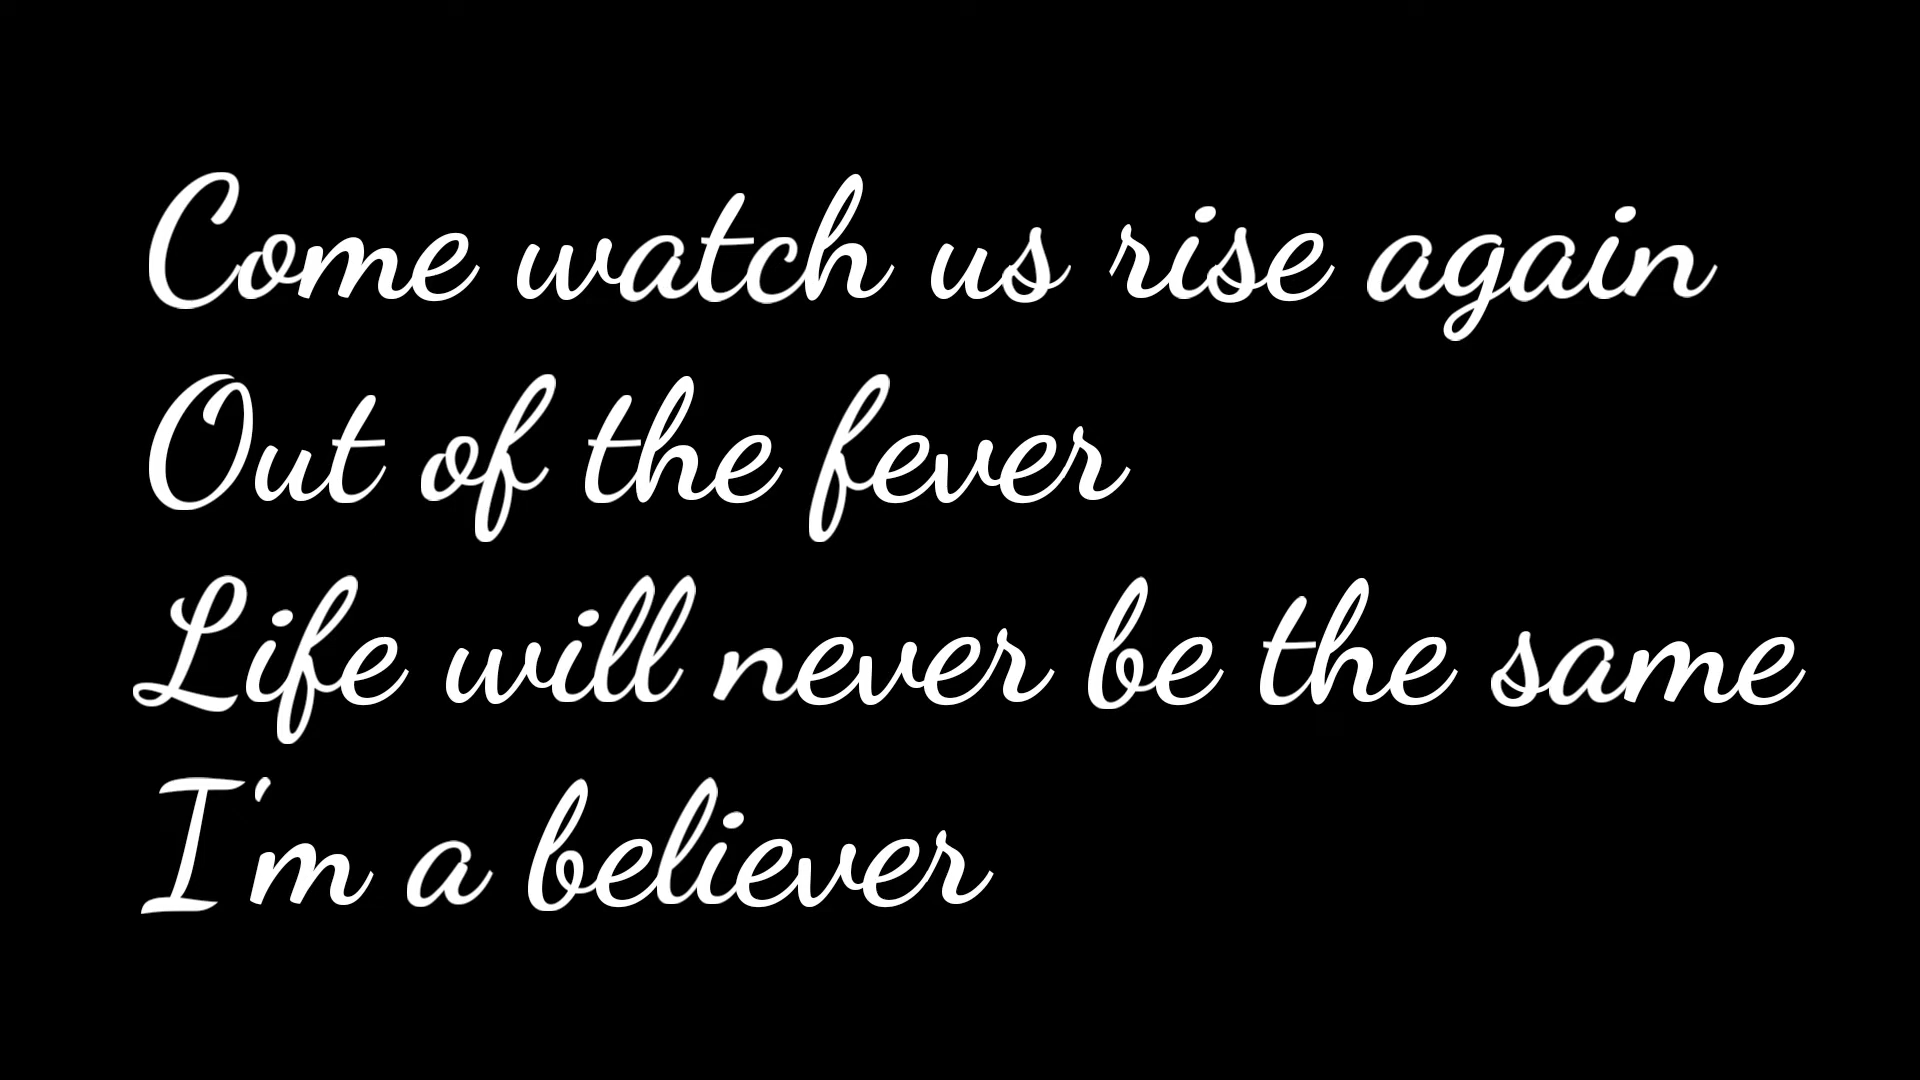 Come watch us rise again
Out of the fever
Life will never be the same
I'm a believer